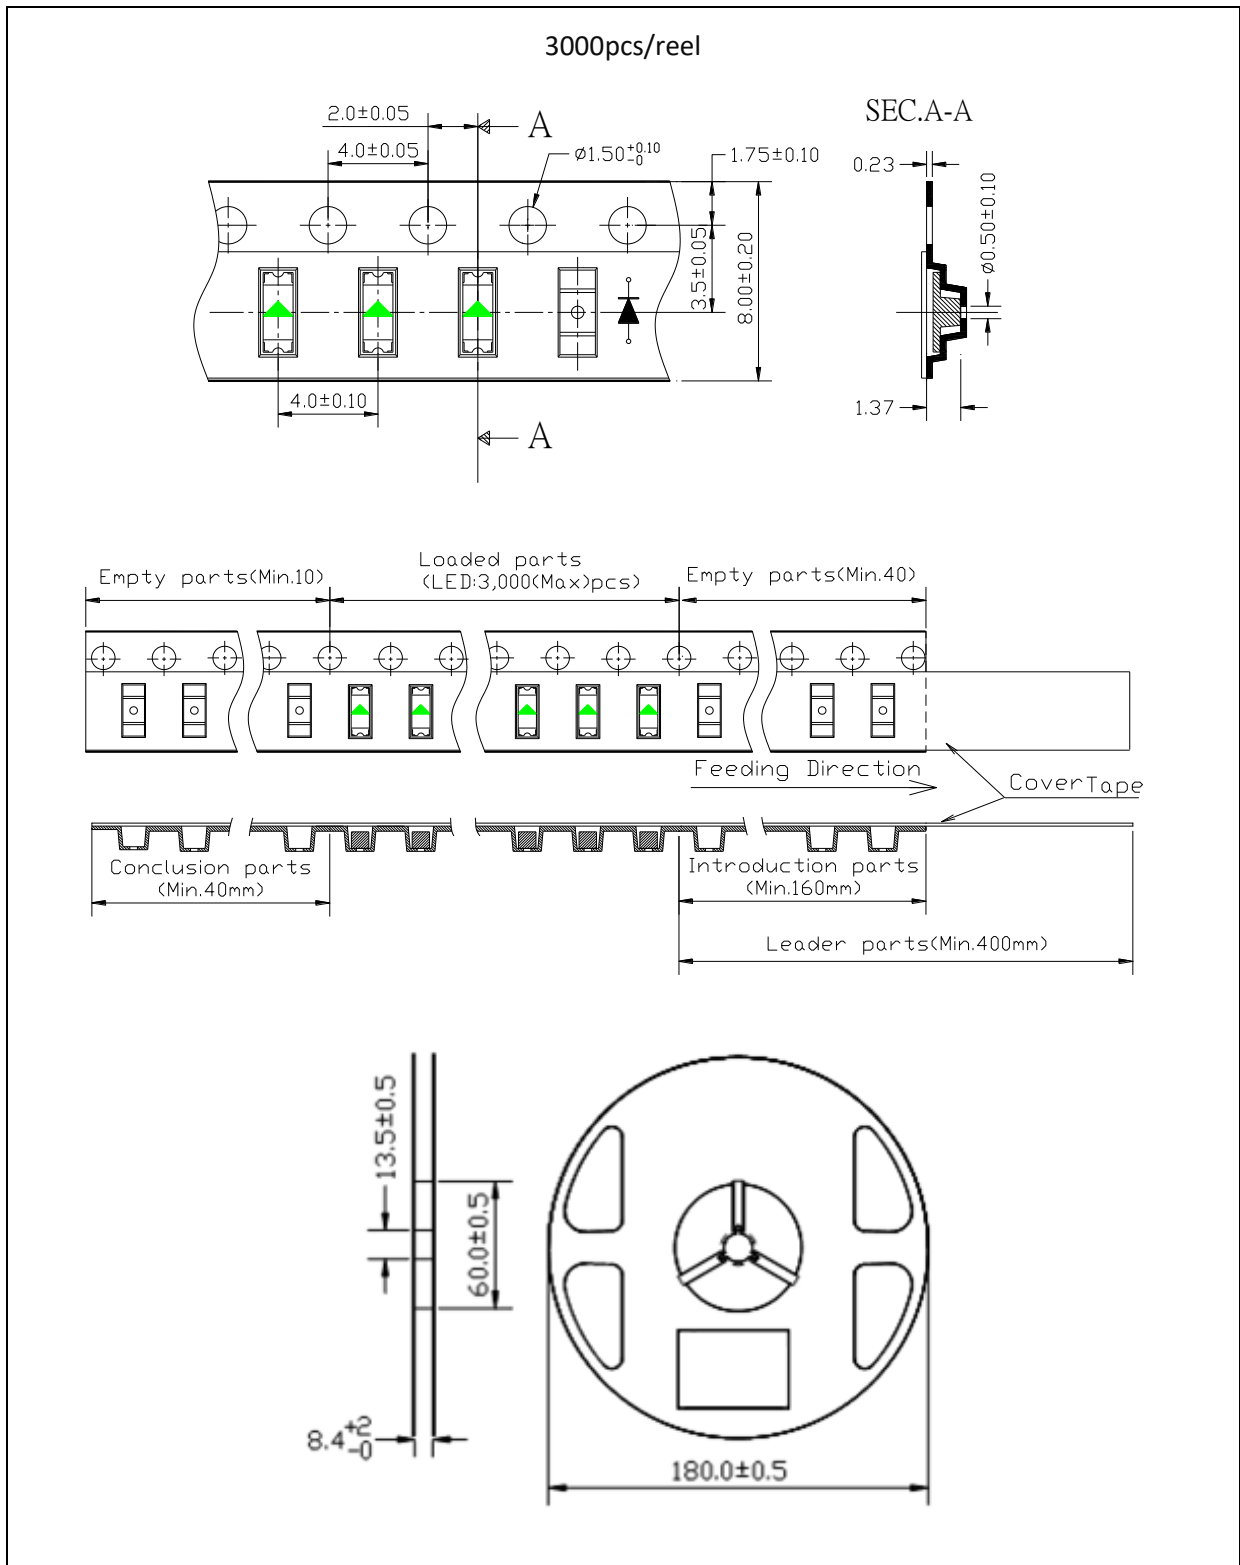 3000pcs/reel
SEC.A-A
2.0±0.05
A
4.0±0.05
ø1.50+0.10 -0
1.75±0.10
0.23
ø0.50±0.10
3.5±0.05
8.00±0.20
4.0±0.10
A
1.37
Loaded parts
(LED:3,000(Max)pcs)
Empty parts(Min.10)
Empty parts(Min.40)
Feeding Direction
Cover Tape
Conclusion parts
(Min.40mm)
Introduction parts
(Min.160mm)
Leader parts(Min.400mm)
13.5±0.5
60.0±0.5
8.4+2 -0
180.0±0.5